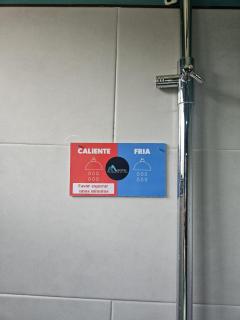 CALIENTE FRIA
Favor esperar
unos minutos